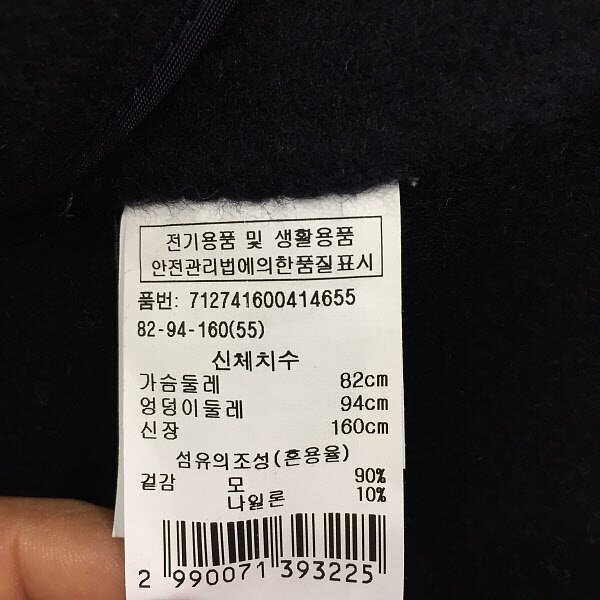 전기용품 및 생활용품
안전관리법에의한품질표시
품번: 712741600414655
82-94-160(55)
신체치수
가슴둘레 82cm
엉덩이둘레 94cm
신장 160cm
섬유의조성(혼용율)
겉감 모 90%
나일론 10%
2 990071 393225